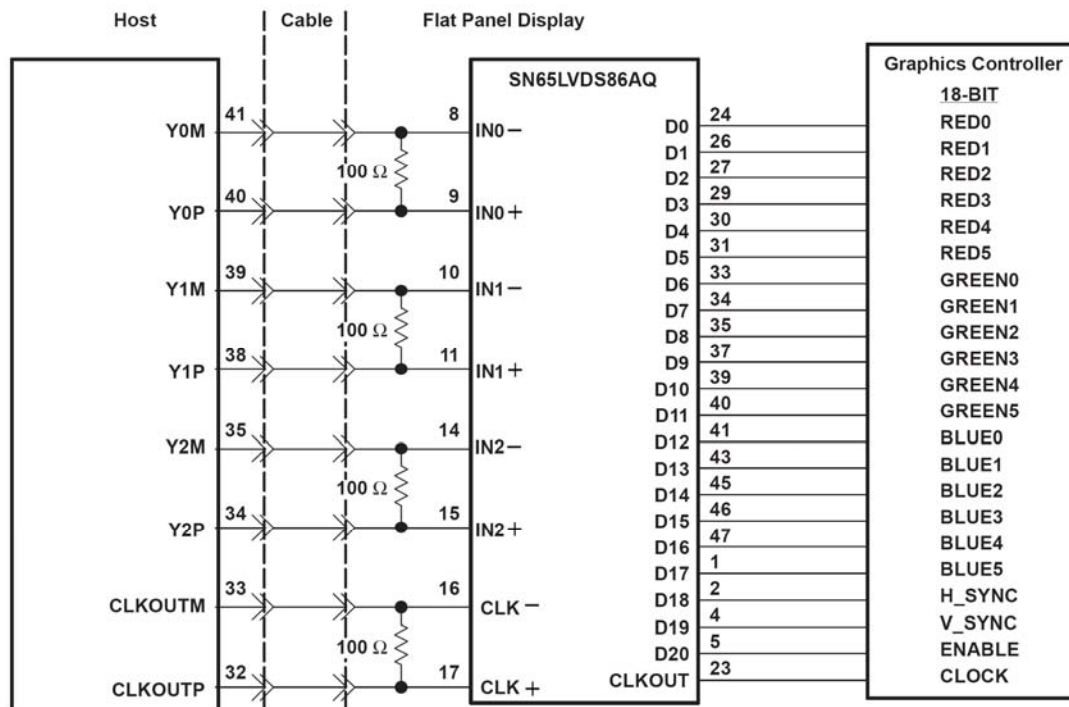 Host
Cable
Flat Panel Display
SN65LVDS86AQ
Graphics Controller
18-BIT
Y0M 41 8 IN0−
100 Ω
Y0P 40 9 IN0+
Y1M 39 10 IN1−
100 Ω
Y1P 38 11 IN1+
Y2M 35 14 IN2−
100 Ω
Y2P 34 15 IN2+
CLKOUTM 33 16 CLK−
100 Ω
CLKOUTP 32 17 CLK+
D0 24 RED0
D1 26 RED1
D2 27 RED2
D3 29 RED3
D4 30 RED4
D5 31 RED5
D6 33 GREEN0
D7 34 GREEN1
D8 35 GREEN2
D9 37 GREEN3
D10 39 GREEN4
D11 40 GREEN5
D12 41 BLUE0
D13 43 BLUE1
D14 45 BLUE2
D15 46 BLUE3
D16 47 BLUE4
D17 1 BLUE5
D18 2 H_SYNC
D19 4 V_SYNC
D20 5 ENABLE
CLKOUT 23 CLOCK